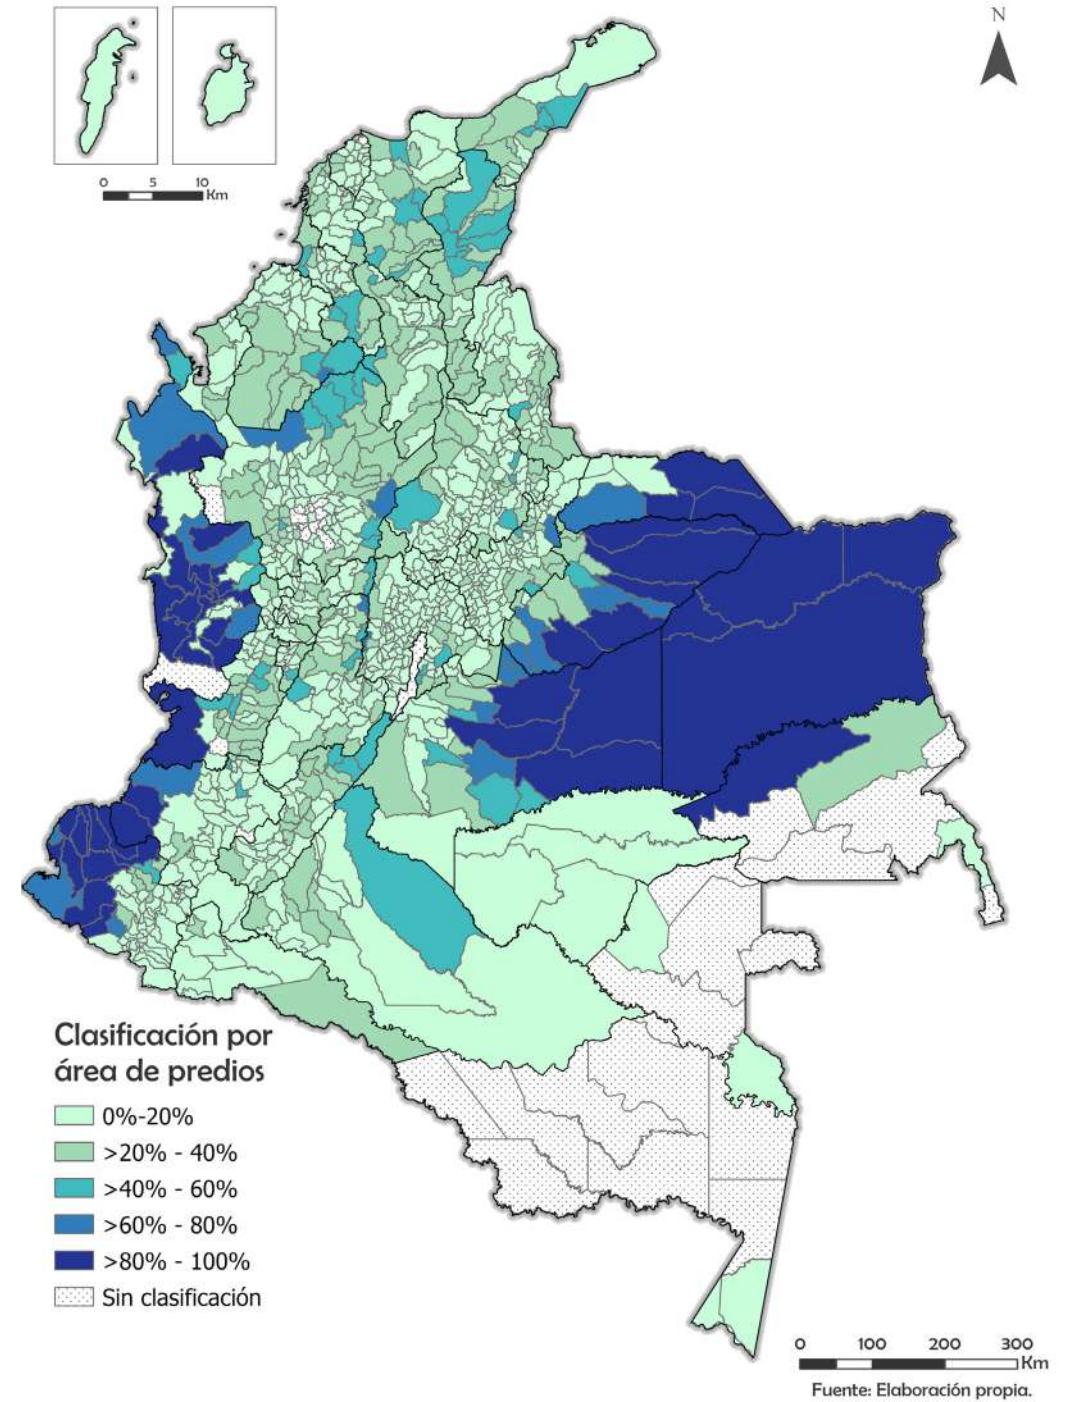 N
0 5 10
Km
Clasificación por
área de predios
0%-20%
>20% - 40%
>40% - 60%
>60% - 80%
>80% - 100%
Sin clasificación
0 100 200 300
Km
Fuente: Elaboración propia.